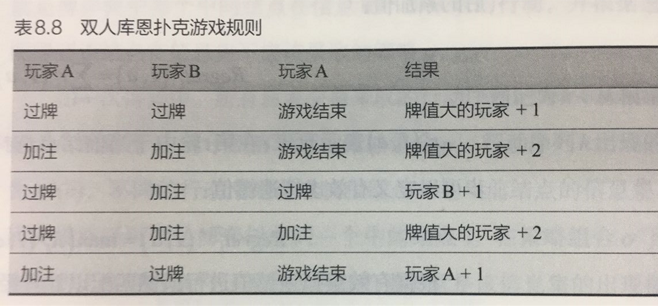 表8.8 双人库恩扑克游戏规则
玩家A 玩家B 玩家A 结果
过牌 过牌 游戏结束 牌值大的玩家 + 1
加注 加注 游戏结束 牌值大的玩家 + 2
过牌 加注 过牌 玩家B + 1
过牌 加注 加注 牌值大的玩家 + 2
加注 过牌 游戏结束 玩家A + 1